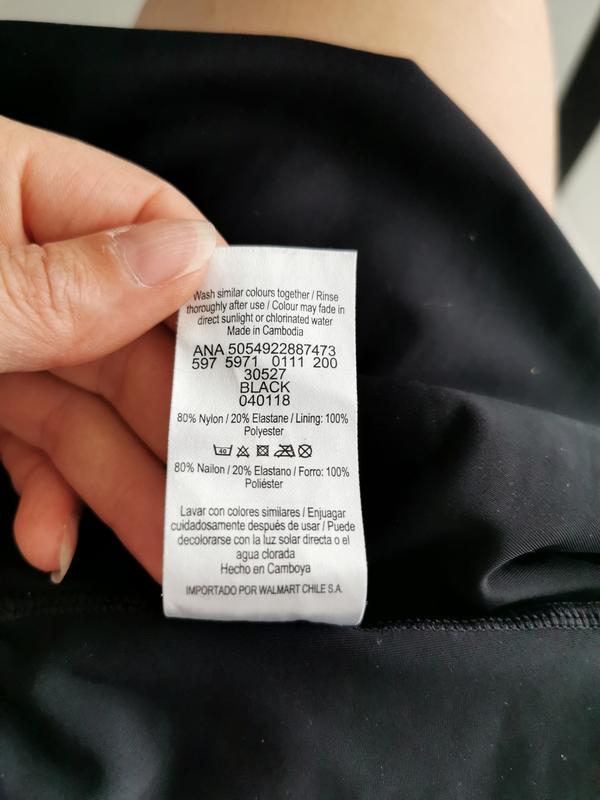 Wash similar colours together / Rinse
thoroughly after use / Colour may fade in
direct sunlight or chlorinated water
Made in Cambodia
ANA 5054922887473
597 5971 0111 200
30527
BLACK
040118
80% Nylon / 20% Elastane / Lining: 100%
Polyester
40
80% Nailon / 20% Elastano / Forro: 100%
Poliéster
Lavar con colores similares / Enjuagar
cuidadosamente después de usar / Puede
decolorarse con la luz solar directa o el
agua clorada
Hecho en Camboya
IMPORTADO POR WALMART CHILE S.A.